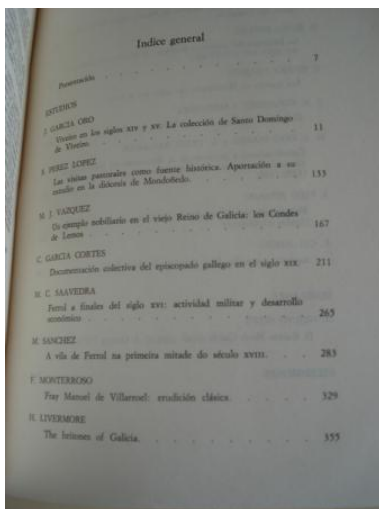 Indice general
Presentación . . . . . . . . . 7
ESTUDIOS
J. GARCIA ORO
Viveiro en los siglos XIV y XV. La colección de Santo Domingo
de Viveiro. . . . . . . . . . 11
S. PEREZ LOPEZ
Las visitas pastorales como fuente histórica. Aportación a su
estudio en la diócesis de Mondoñedo. . . . . . . 133
M. J. VAZQUEZ
Un ejemplo nobiliario en el viejo Reino de Galicia: los Condes
de Lemos . . . . . . . . . . 167
C. GARCIA CORTES
Documentación colectiva del episcopado gallego en el siglo XIX. 211
M. C. SAAVEDRA
Ferrol a finales del siglo XVI: actividad militar y desarrollo
económico . . . . . . . . . . 265
M. SANCHEZ
A vila de Ferrol na primeira mitade do século XVIII. . . 283
F. MONTERROSO
Fray Manuel de Villarroel: erudición clásica. . . . . 329
H. LIVERMORE
The britones of Galicia. . . . . . . . . 355